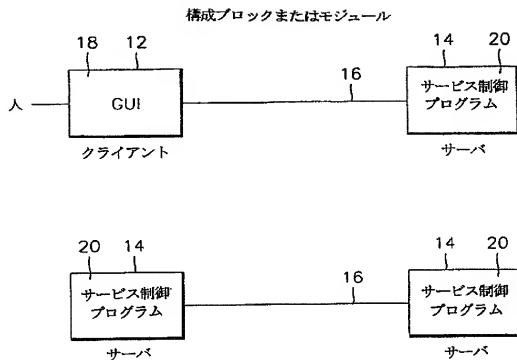 構成ブロックまたはモジュール
18 12
14 20
人
GUI
16
サービス制御
プログラム
クライアント
サーバ
20 14
14 20
16
サービス制御
プログラム
サービス制御
プログラム
サーバ
サーバ